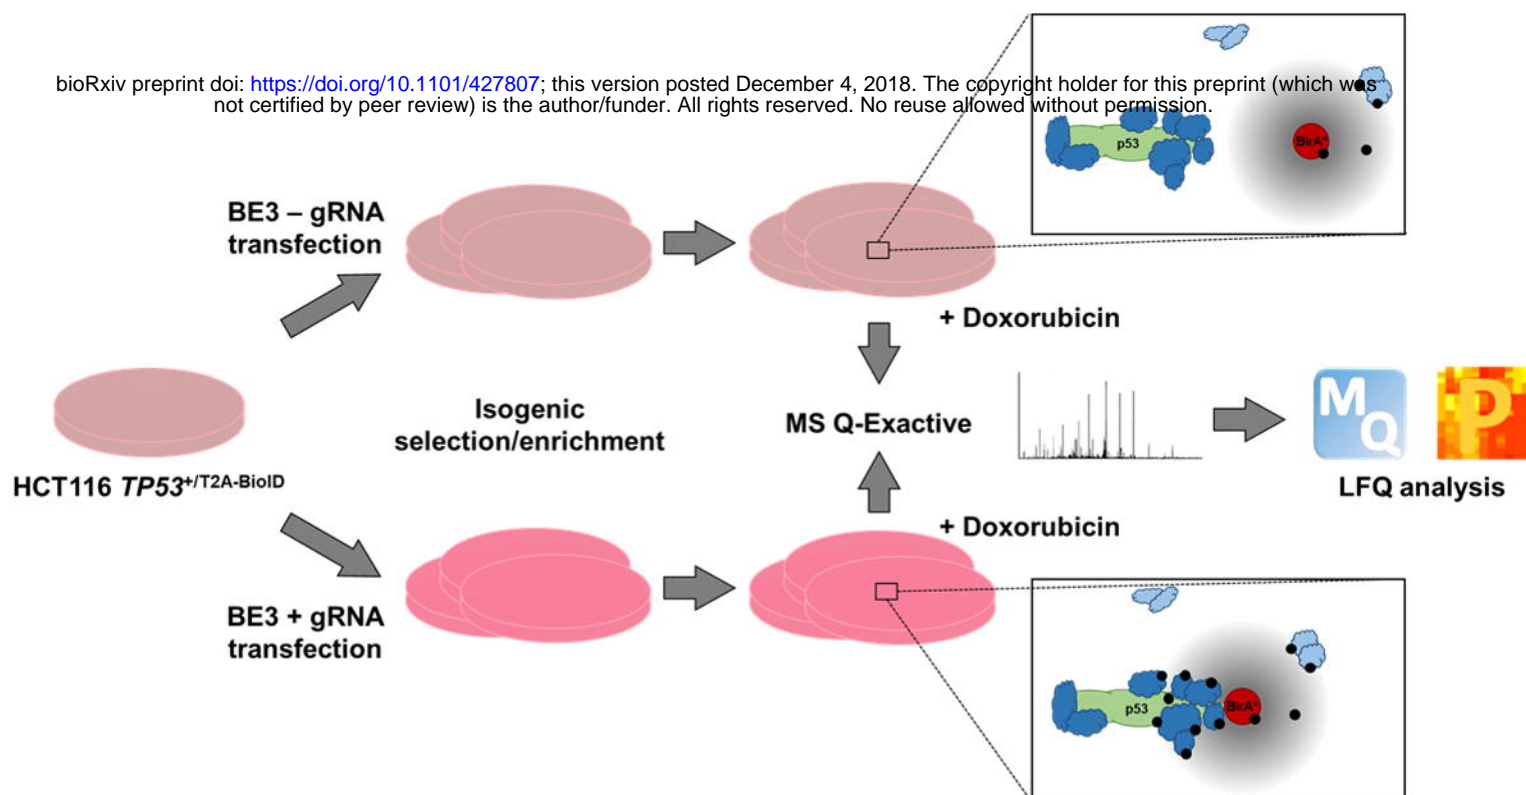 bioRxiv preprint doi: https://doi.org/10.1101/427807; this version posted December 4, 2018. The copyright holder for this preprint (which was
not certified by peer review) is the author/funder. All rights reserved. No reuse allowed without permission.
p53
BirA*
BE3 – gRNA
transfection
+ Doxorubicin
HCT116 TP53+/T2A-BioID
Isogenic
selection/enrichment
MS Q-Exactive
M
Q
P
LFQ analysis
+ Doxorubicin
BE3 + gRNA
transfection
p53
BirA*